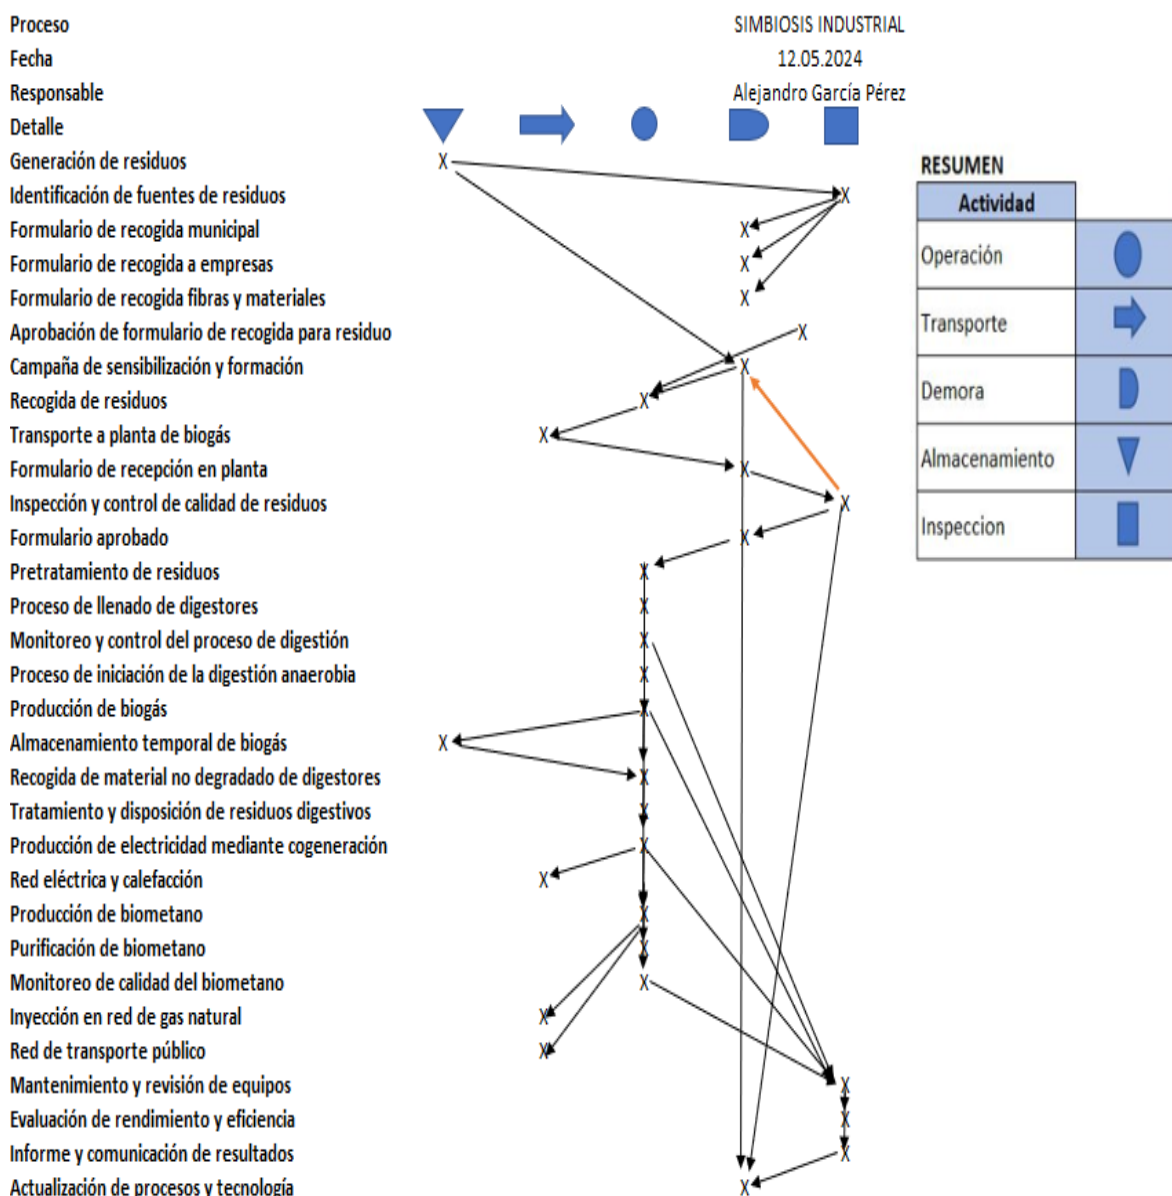 Proceso SIMBIOSIS INDUSTRIAL
Fecha 12.05.2024
Responsable Alejandro García Pérez
Detalle
Generación de residuos X
Identificación de fuentes de residuos X
Formulario de recogida municipal X
Formulario de recogida a empresas X
Formulario de recogida fibras y materiales X
Aprobación de formulario de recogida para residuo X
Campaña de sensibilización y formación X
Recogida de residuos X
Transporte a planta de biogás X
Formulario de recepción en planta X
Inspección y control de calidad de residuos X
Formulario aprobado X
Pretratamiento de residuos X
Proceso de llenado de digestores X
Monitoreo y control del proceso de digestión X
Proceso de iniciación de la digestión anaerobia X
Producción de biogás X
Almacenamiento temporal de biogás X
Recogida de material no degradado de digestores X
Tratamiento y disposición de residuos digestivos X
Producción de electricidad mediante cogeneración X
Red eléctrica y calefacción X
Producción de biometano X
Purificación de biometano X
Monitoreo de calidad del biometano X
Inyección en red de gas natural X
Red de transporte público X
Mantenimiento y revisión de equipos X
Evaluación de rendimiento y eficiencia X
Informe y comunicación de resultados X
Actualización de procesos y tecnología X
RESUMEN
Actividad
Operación
Transporte
Demora
Almacenamiento
Inspeccion